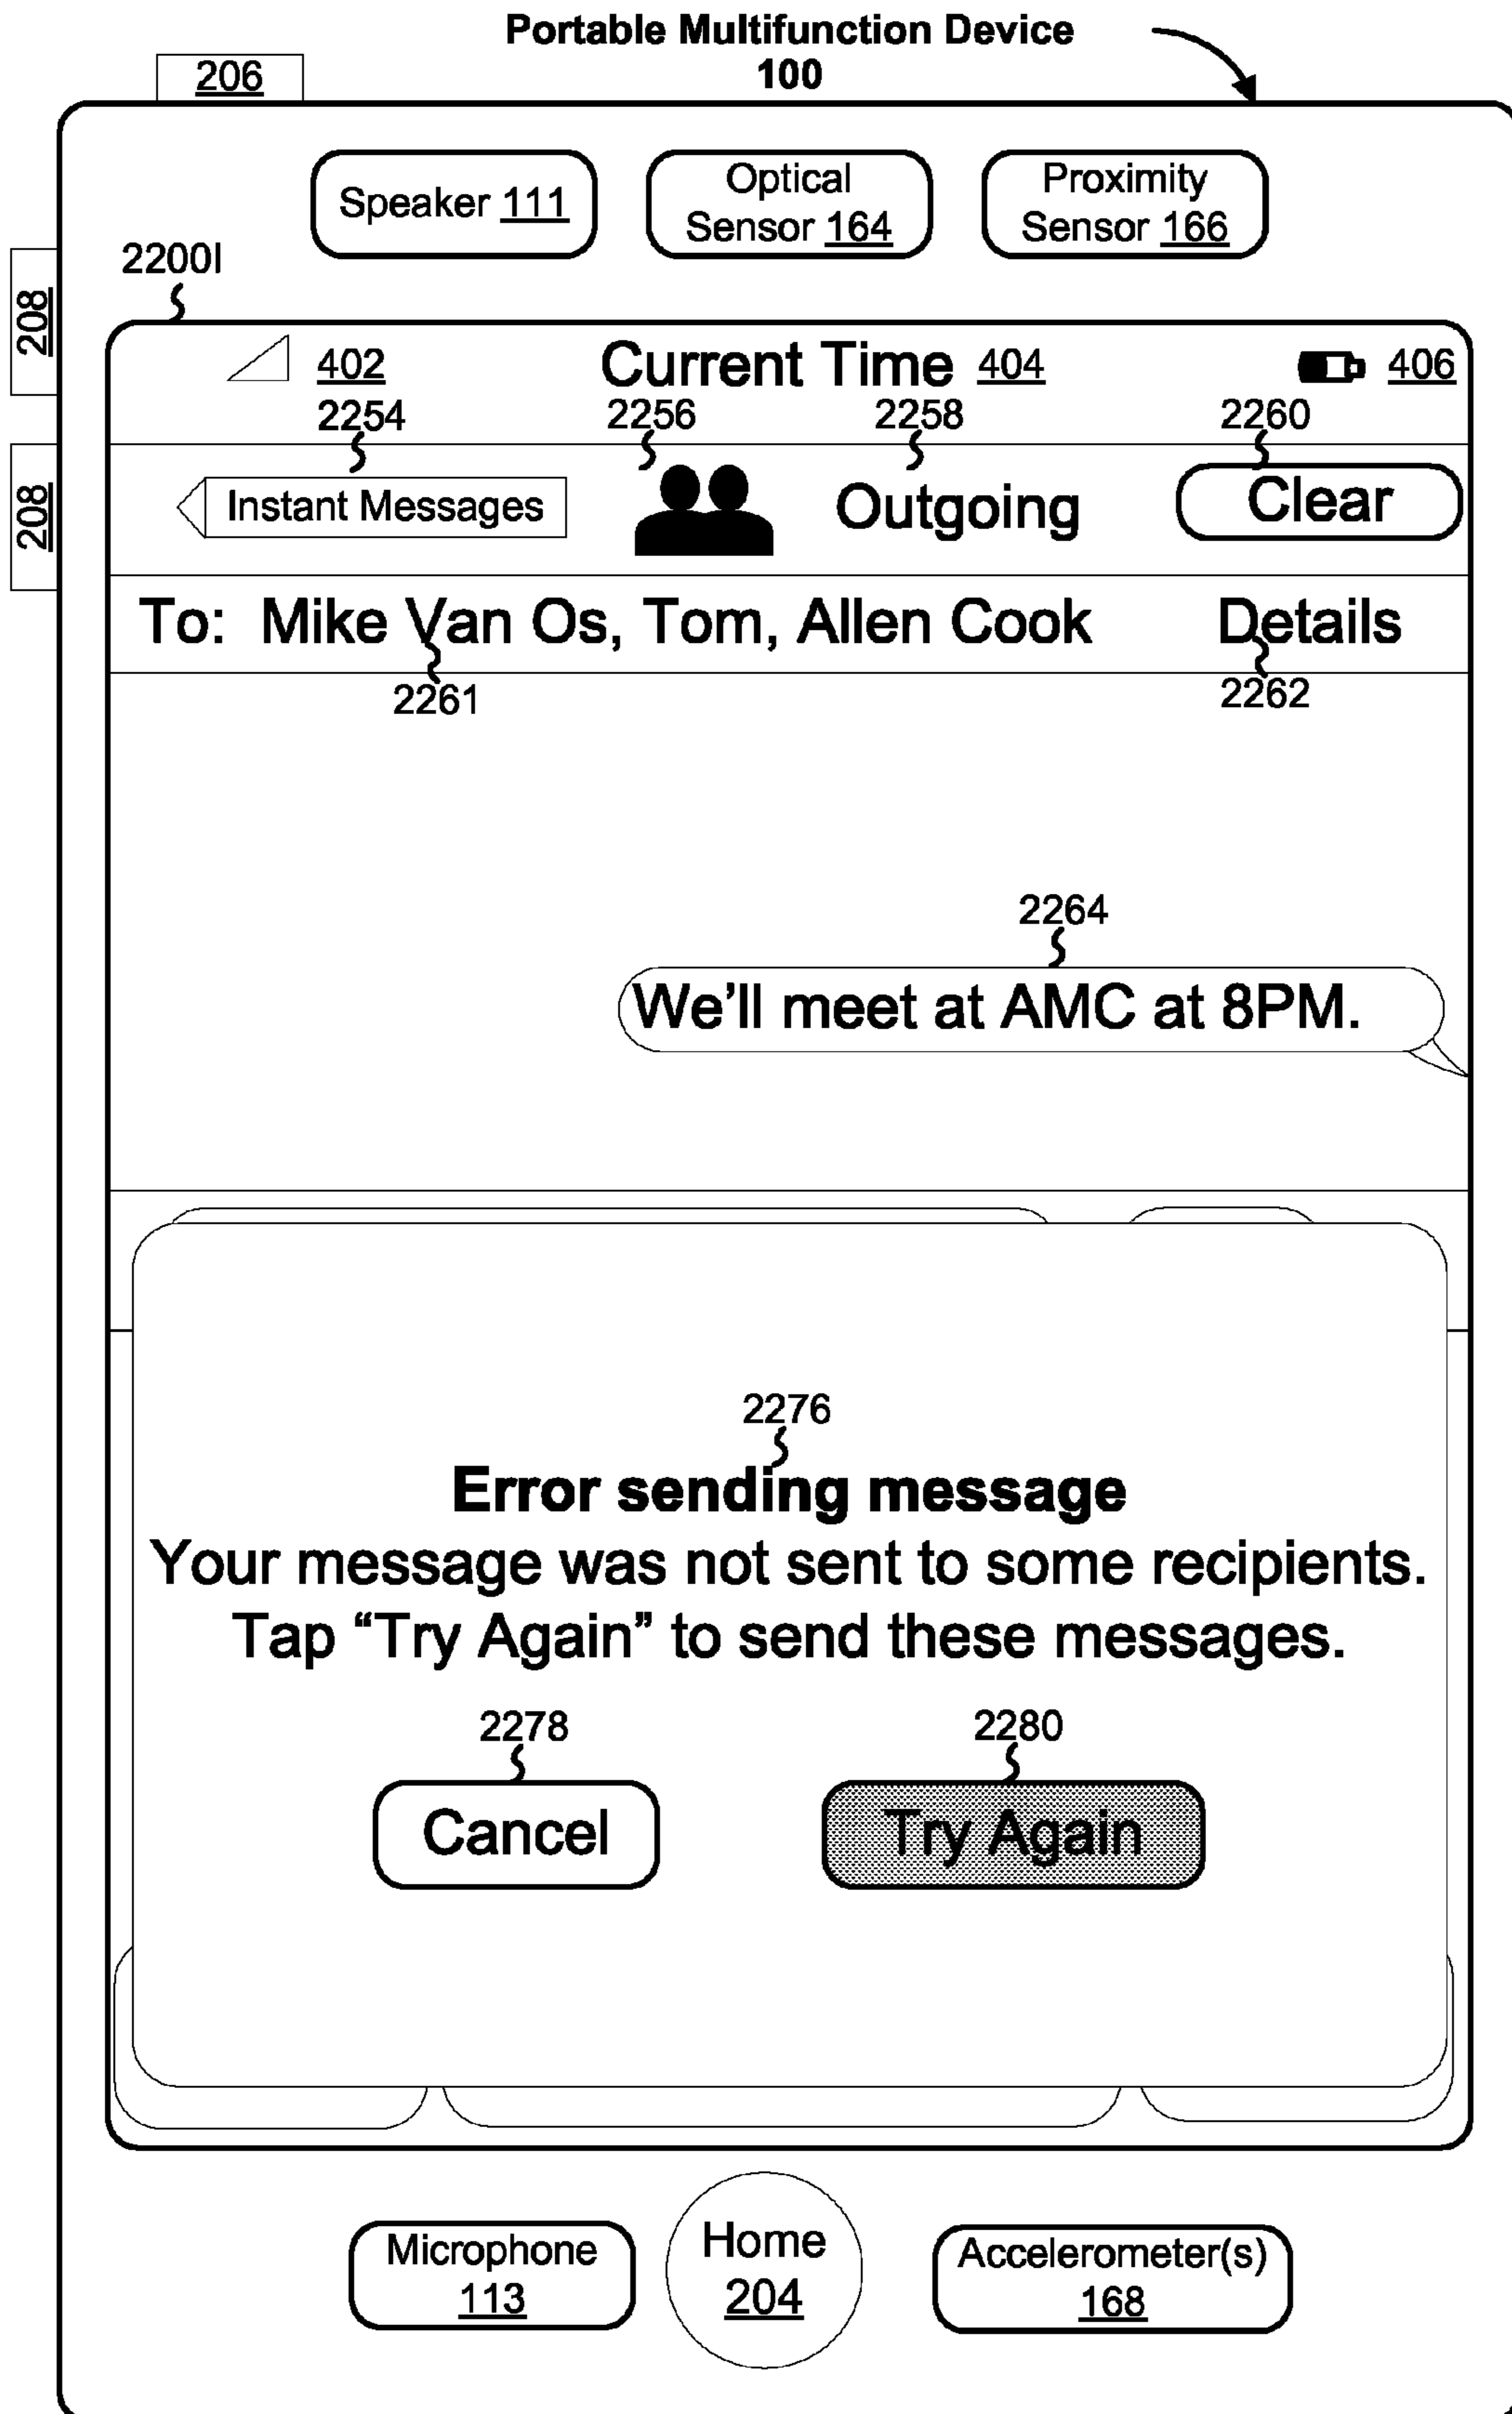 Portable Multifunction Device
100
206
Speaker 111
Optical
Sensor 164
Proximity
Sensor 166
208
2200I
402
Current Time 404
406
2254
2256
2258
2260
208
Instant Messages
Outgoing
Clear
To: Mike Van Os, Tom, Allen Cook
Details
2261
2262
2264
We'll meet at AMC at 8PM.
2276
Error sending message
Your message was not sent to some recipients.
Tap “Try Again” to send these messages.
2278
2280
Cancel
Try Again
Microphone
113
Home
204
Accelerometer(s)
168